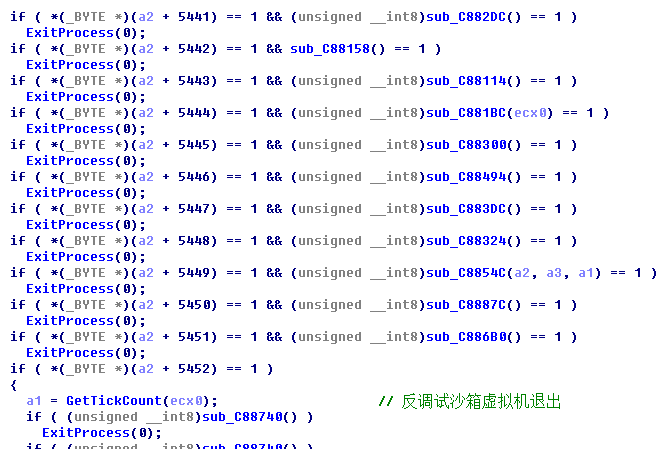 if ( *(_BYTE *)(a2 + 5441) == 1 && (unsigned __int8)sub_C882DC() == 1 )
ExitProcess(0);
if ( *(_BYTE *)(a2 + 5442) == 1 && sub_C88158() == 1 )
ExitProcess(0);
if ( *(_BYTE *)(a2 + 5443) == 1 && (unsigned __int8)sub_C88114() == 1 )
ExitProcess(0);
if ( *(_BYTE *)(a2 + 5444) == 1 && (unsigned __int8)sub_C881BC(ecx0) == 1 )
ExitProcess(0);
if ( *(_BYTE *)(a2 + 5445) == 1 && (unsigned __int8)sub_C88300() == 1 )
ExitProcess(0);
if ( *(_BYTE *)(a2 + 5446) == 1 && (unsigned __int8)sub_C88494() == 1 )
ExitProcess(0);
if ( *(_BYTE *)(a2 + 5447) == 1 && (unsigned __int8)sub_C883DC() == 1 )
ExitProcess(0);
if ( *(_BYTE *)(a2 + 5448) == 1 && (unsigned __int8)sub_C88324() == 1 )
ExitProcess(0);
if ( *(_BYTE *)(a2 + 5449) == 1 && (unsigned __int8)sub_C8854C(a2, a3, a1) == 1 )
ExitProcess(0);
if ( *(_BYTE *)(a2 + 5450) == 1 && (unsigned __int8)sub_C8887C() == 1 )
ExitProcess(0);
if ( *(_BYTE *)(a2 + 5451) == 1 && (unsigned __int8)sub_C886B0() == 1 )
ExitProcess(0);
if ( *(_BYTE *)(a2 + 5452) == 1 )
{
a1 = GetTickCount(ecx0); // 反调试沙箱虚拟机退出
if ( (unsigned __int8)sub_C88740() )
ExitProcess(0);
if ( (unsigned __int8)sub_C88740() )